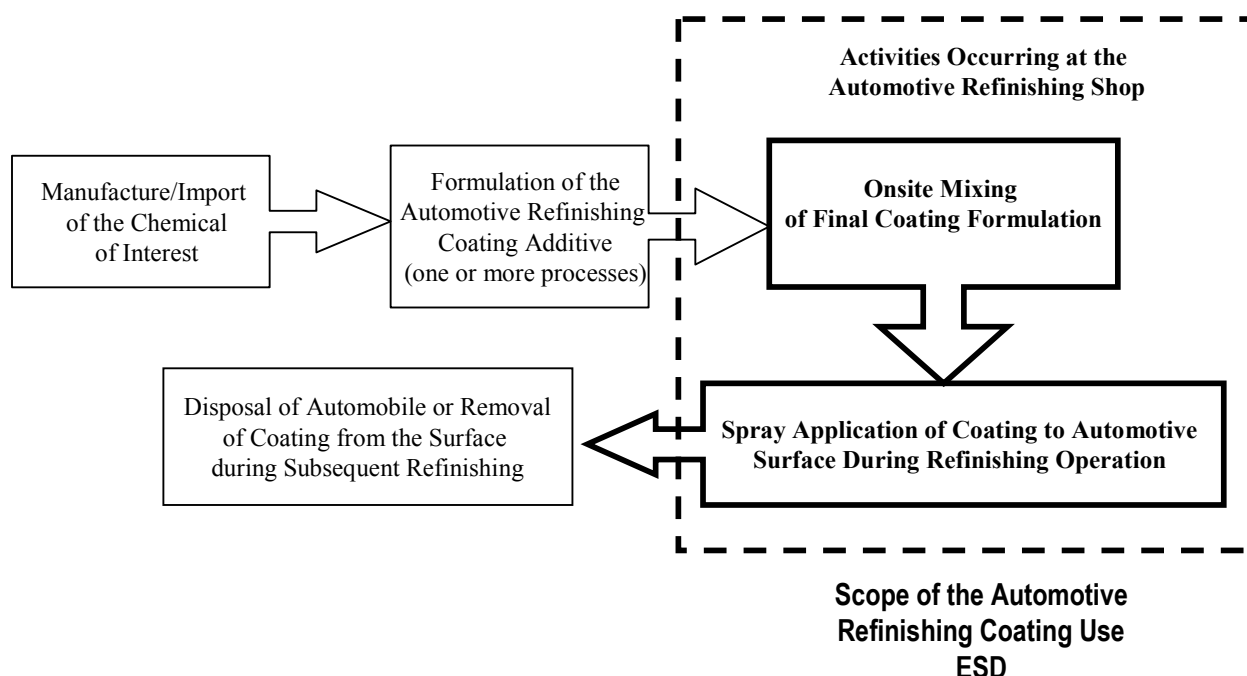 Activities Occurring at the
Automotive Refinishing Shop
Manufacture/Import
of the Chemical
of Interest
Formulation of the
Automotive Refinishing
Coating Additive
(one or more processes)
Onsite Mixing
of Final Coating Formulation
Spray Application of Coating to Automotive
Surface During Refinishing Operation
Disposal of Automobile or Removal
of Coating from the Surface
during Subsequent Refinishing
Scope of the Automotive
Refinishing Coating Use
ESD